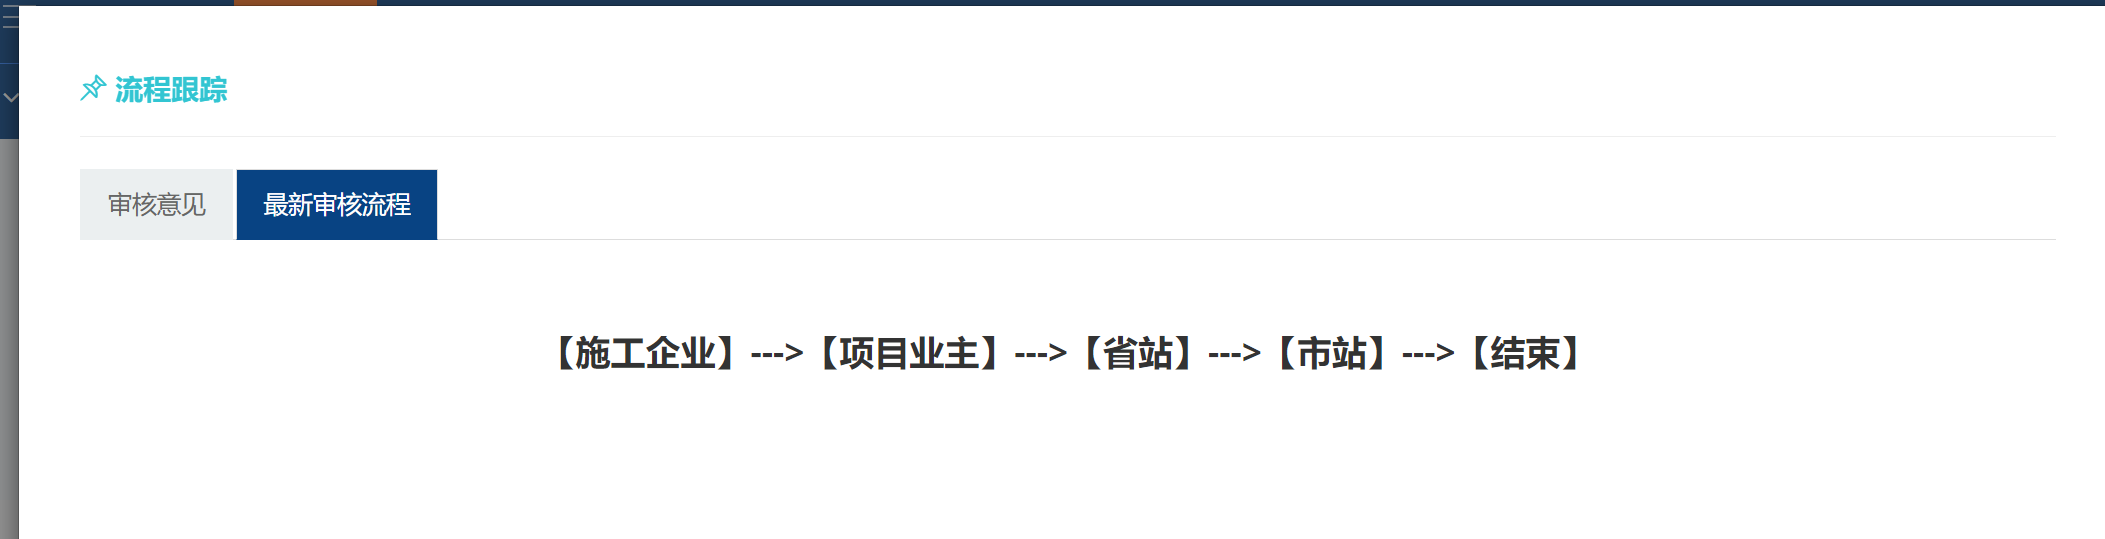 流程跟踪
审核意见 最新审核流程
【施工企业】--->【项目业主】--->【省站】--->【市站】--->【结束】